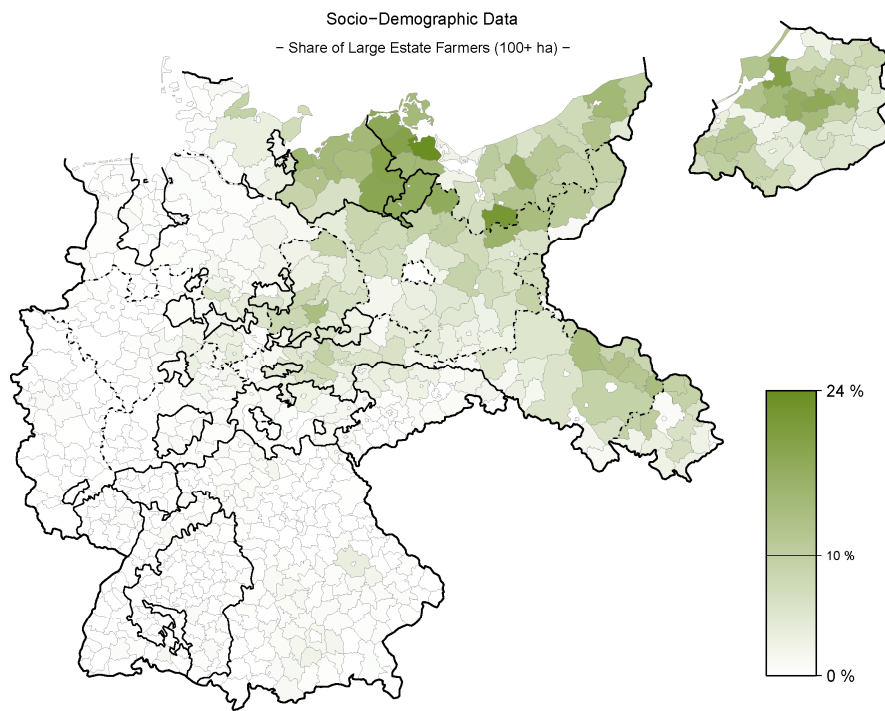 Socio−Demographic Data
− Share of Large Estate Farmers (100+ ha) −
24 %
10 %
0 %